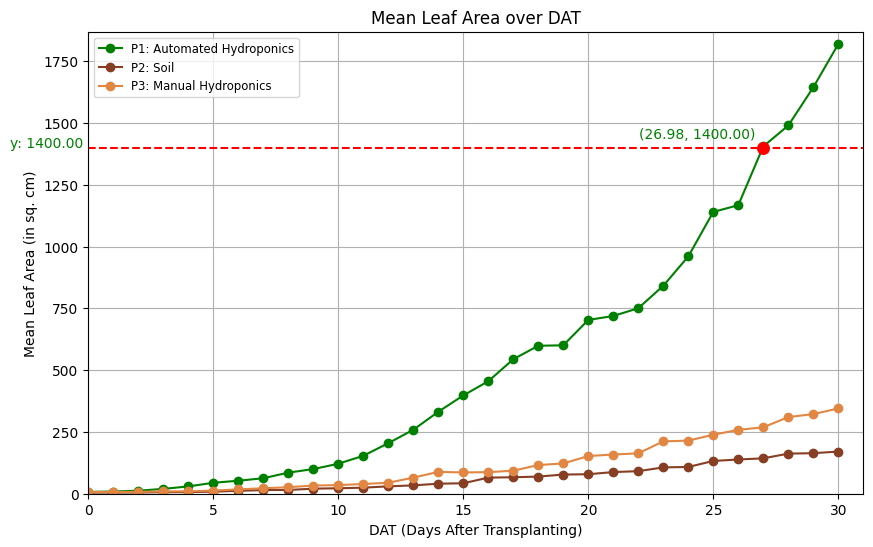 Mean Leaf Area over DAT
P1: Automated Hydroponics
P2: Soil
P3: Manual Hydroponics
1750
1500
(26.98, 1400.00)
y: 1400.00
1250
1000
750
500
250
0
Mean Leaf Area (in sq. cm)
0 5 10 15 20 25 30
DAT (Days After Transplanting)